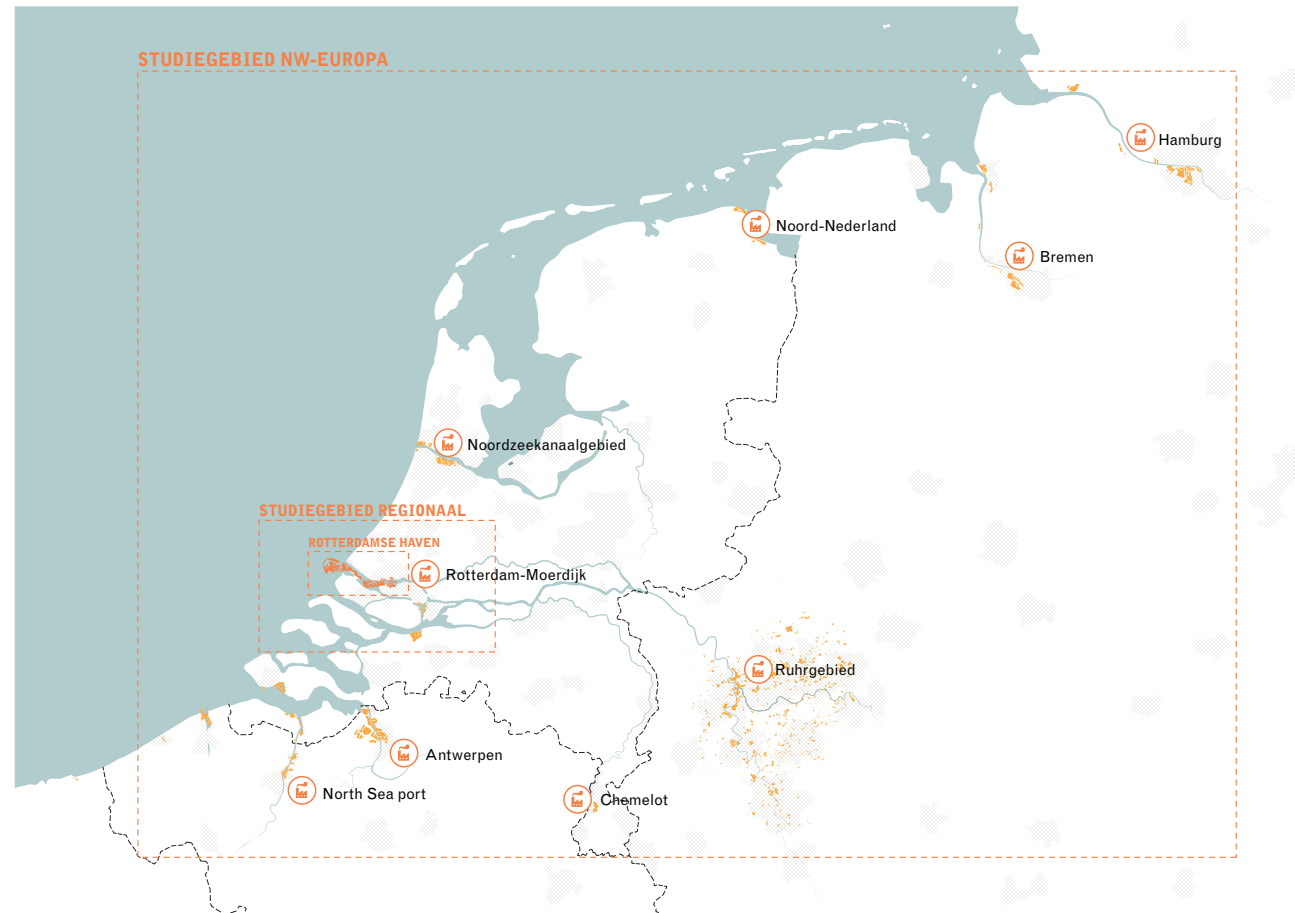 STUDIEGEBIED NW-EUROPA
Hamburg
Noord-Nederland
Bremen
Noordzeekanaalgebied
STUDIEGEBIED REGIONAAL
ROTTERDAMSE HAVEN
Rotterdam-Moerdijk
Ruhrgebied
Antwerpen
North Sea port
Chemelot